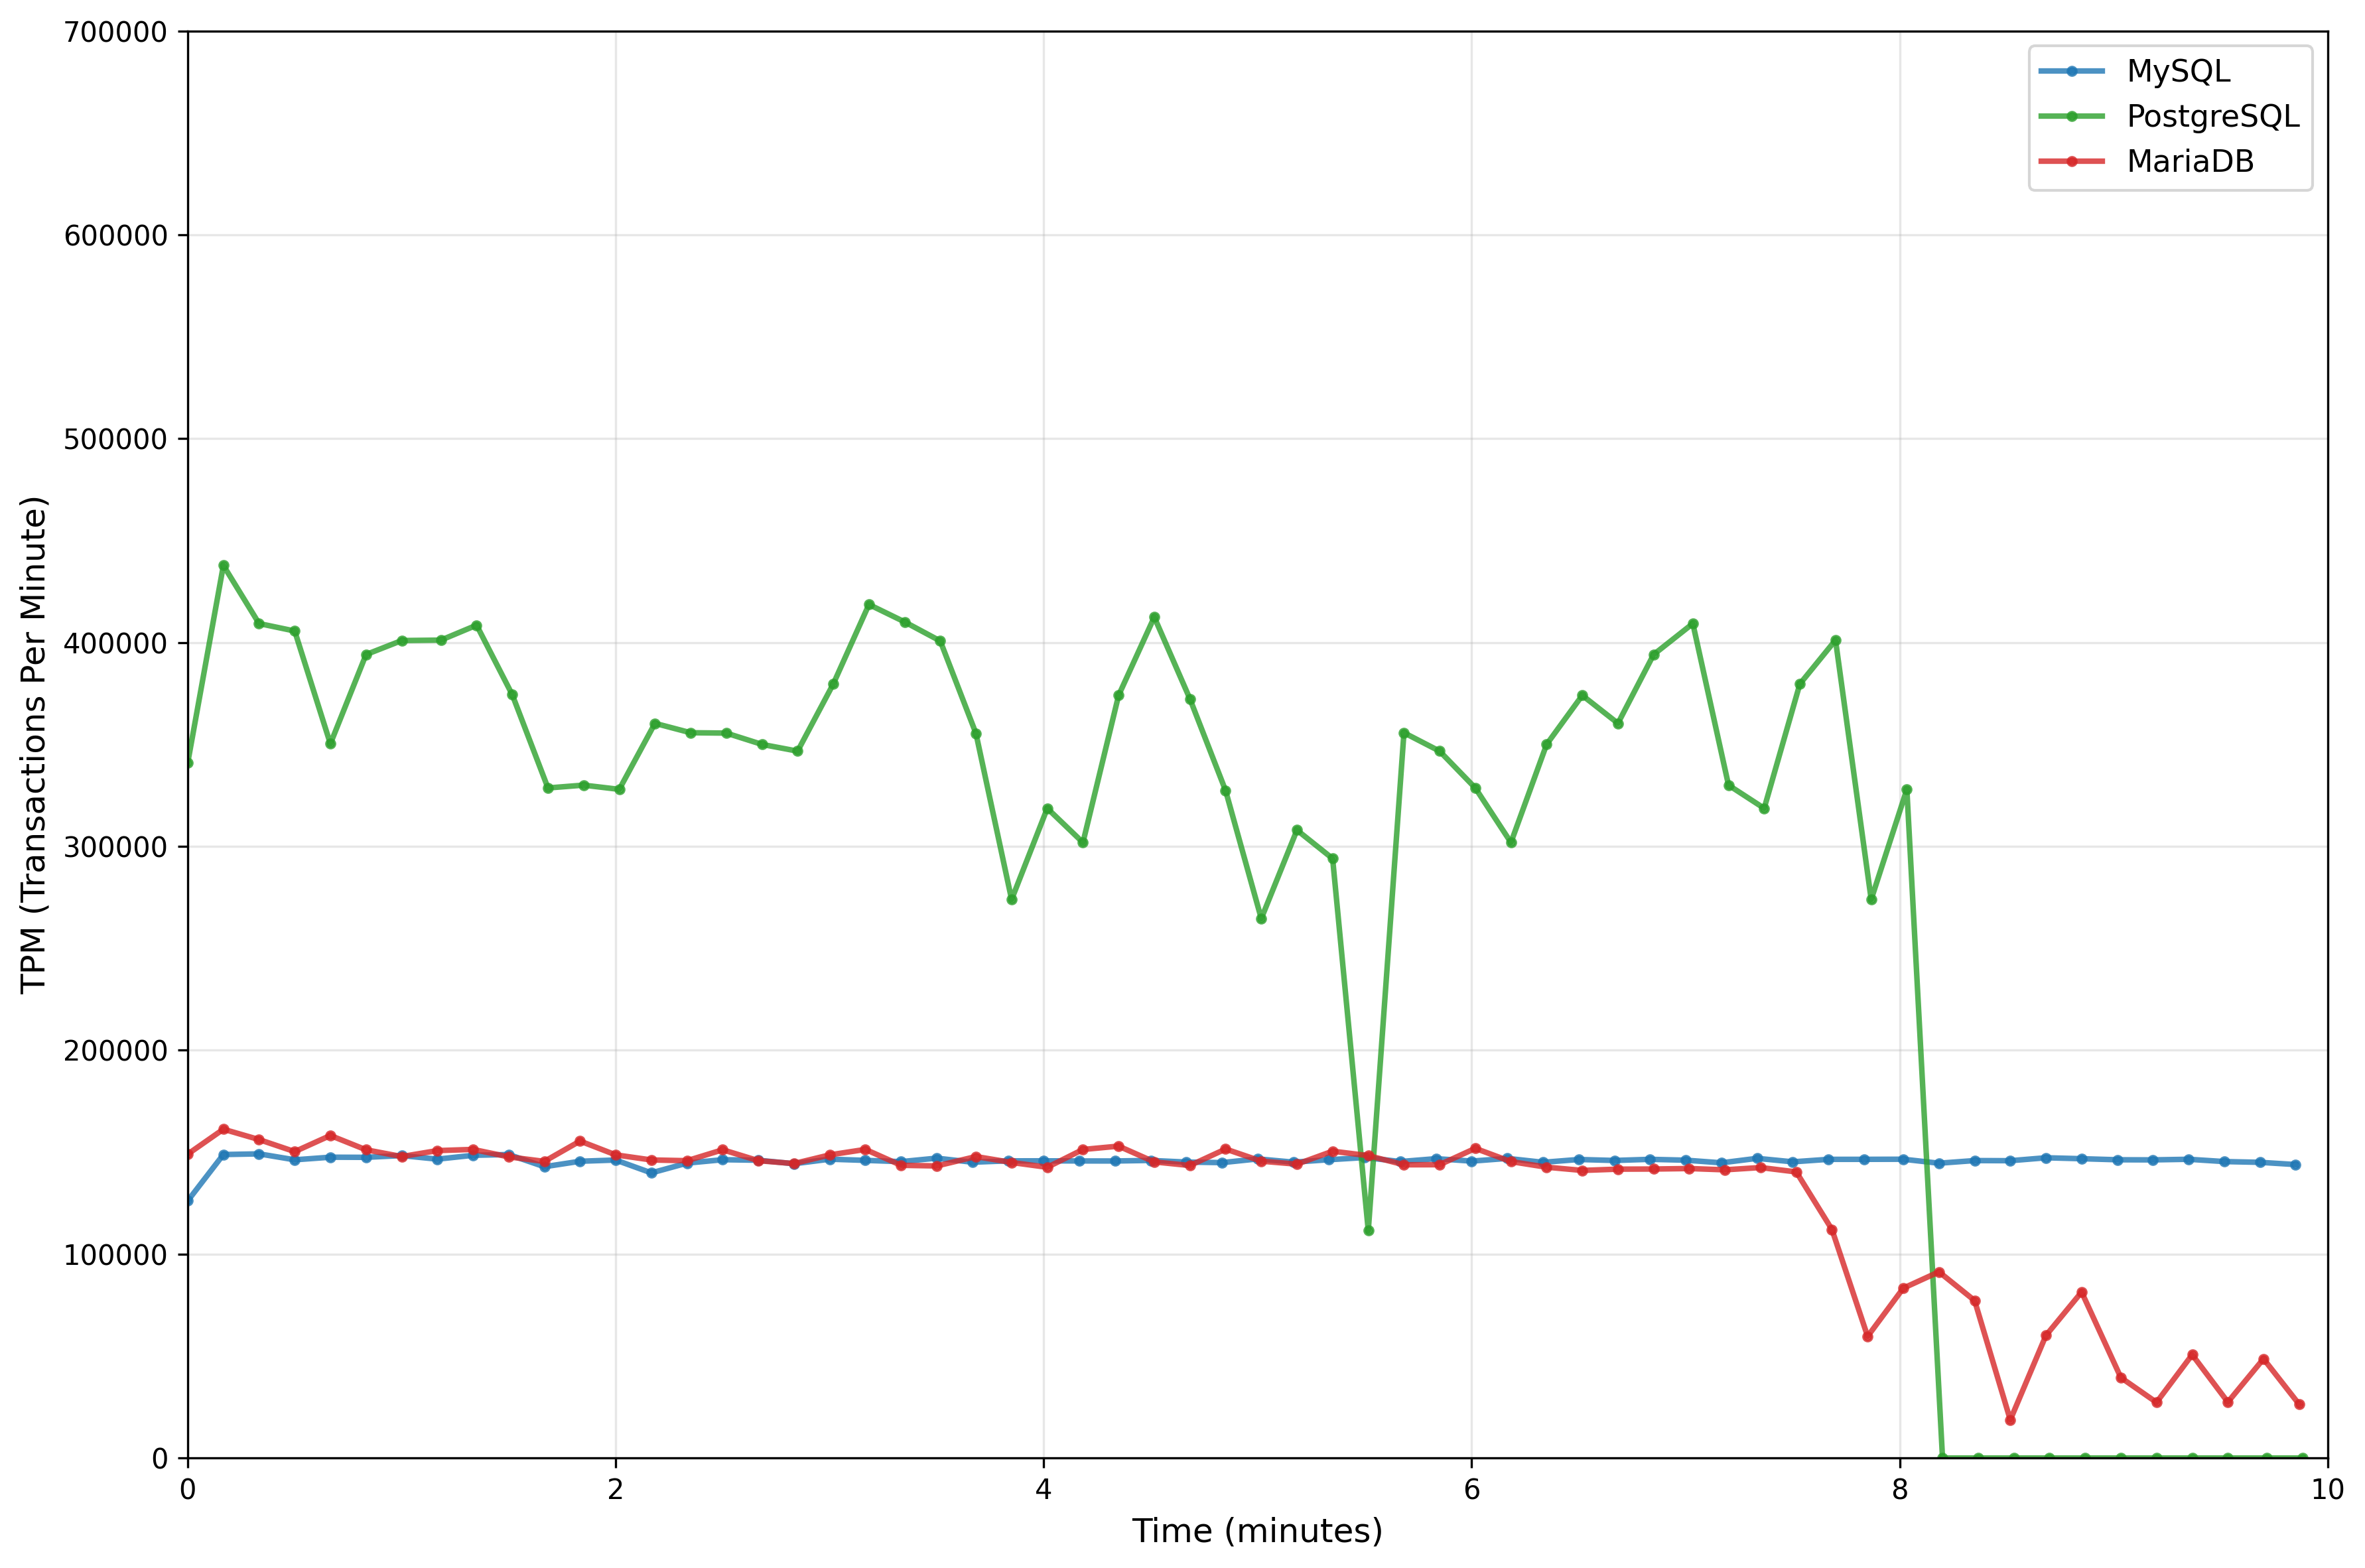 700000
600000
500000
400000
300000
200000
100000
0
TPM (Transactions Per Minute)
MySQL
PostgreSQL
MariaDB
0 2 4 6 8 10
Time (minutes)